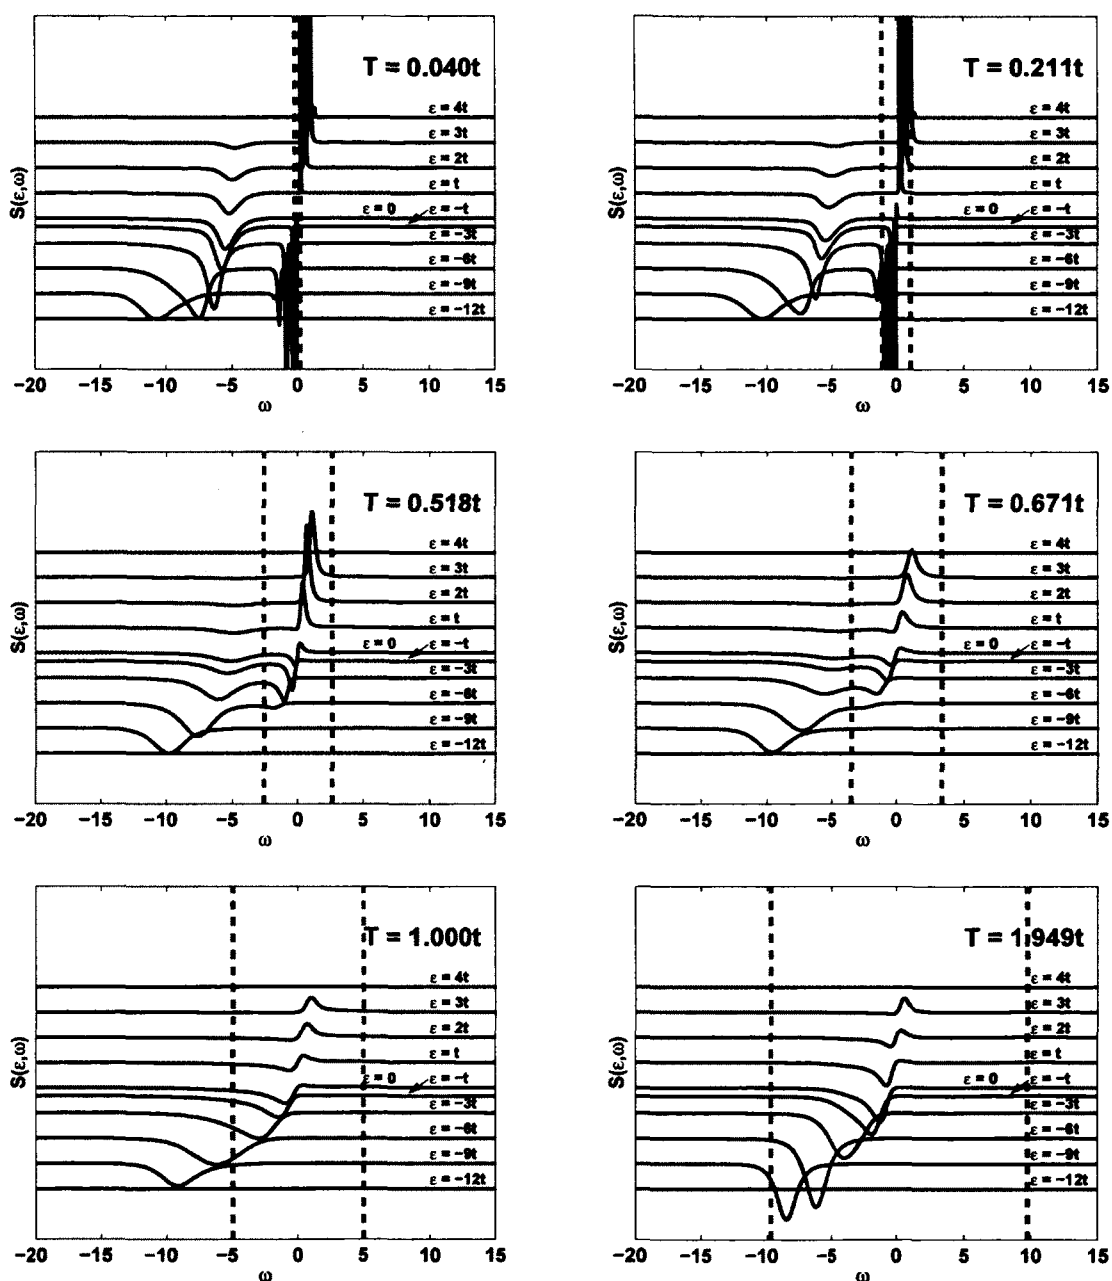 T = 0.040t
ε = 4t
ε = 3t
ε = 2t
ε = t
ε = 0 ε = -t
ε = -3t
ε = -6t
ε = -9t
ε = -12t
S(ε,ω)
−20 −15 −10 −5 0 5 10 15
ω
T = 0.211t
ε = 4t
ε = 3t
ε = 2t
ε = t
ε = 0 ε = -t
ε = -3t
ε = -6t
ε = -9t
ε = -12t
S(ε,ω)
−20 −15 −10 −5 0 5 10 15
ω
T = 0.518t
ε = 4t
ε = 3t
ε = 2t
ε = t
ε = 0 ε = -t
ε = -3t
ε = -6t
ε = -9t
ε = -12t
S(ε,ω)
−20 −15 −10 −5 0 5 10 15
ω
T = 0.671t
ε = 4t
ε = 3t
ε = 2t
ε = t
ε = 0 ε = -t
ε = -3t
ε = -6t
ε = -9t
ε = -12t
S(ε,ω)
−20 −15 −10 −5 0 5 10 15
ω
T = 1.000t
ε = 4t
ε = 3t
ε = 2t
ε = t
ε = 0 ε = -t
ε = -3t
ε = -6t
ε = -9t
ε = -12t
S(ε,ω)
−20 −15 −10 −5 0 5 10 15
ω
T = 1.949t
ε = 4t
ε = 3t
ε = 2t
ε = t
ε = 0 ε = -t
ε = -3t
ε = -6t
ε = -9t
ε = -12t
S(ε,ω)
−20 −15 −10 −5 0 5 10 15
ω